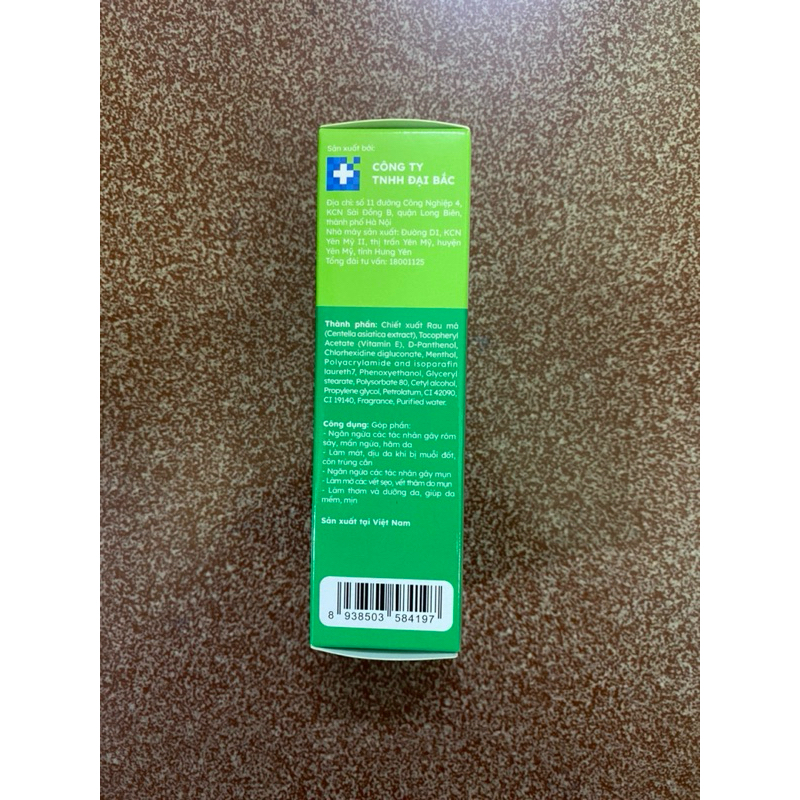 Sản xuất bởi:
CÔNG TY
TNHH ĐẠI BẮC
Địa chỉ: số 11 đường Công Nghiệp 4,
KCN Sài Đồng B, quận Long Biên,
thành phố Hà Nội
Nhà máy sản xuất: Đường D1, KCN
Yên Mỹ II, thị trấn Yên Mỹ, huyện
Yên Mỹ, tỉnh Hưng Yên
Tổng đài tư vấn: 18001125
Thành phần: Chiết xuất Rau má
(Centella asiatica extract), Tocopheryl
Acetate (Vitamin E), D-Panthenol,
Chlorhexidine digluconate, Menthol,
Polyacrylamide and isoparafin
laureth7, Phenoxyethanol, Glyceryl
stearate, Polysorbate 80, Cetyl alcohol,
Propylene glycol, Petrolatum, CI 42090,
CI 19140, Fragrance, Purified water.
Công dụng: Góp phần:
- Ngăn ngừa các tác nhân gây rôm
sảy, mẩn ngứa, hăm da
- Làm mát, dịu da khi bị muỗi đốt,
côn trùng cắn
- Ngăn ngừa các tác nhân gây mụn
- Làm mờ các vết sẹo, vết thâm do mụn
- Làm thơm và dưỡng da, giúp da
mềm, mịn
Sản xuất tại Việt Nam
8 938503 584197